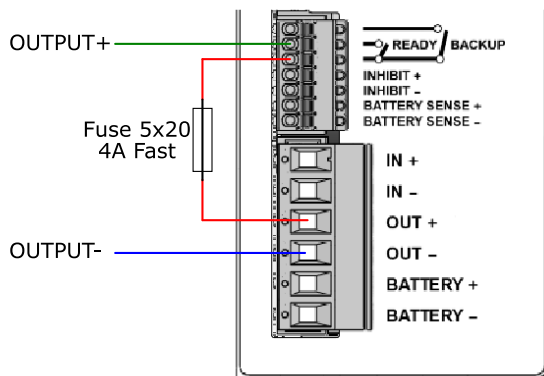 OUTPUT+
READY BACKUP
INHIBIT +
INHIBIT –
BATTERY SENSE +
BATTERY SENSE –
Fuse 5x20
4A Fast
IN +
IN –
OUT +
OUTPUT-
OUT –
BATTERY +
BATTERY –